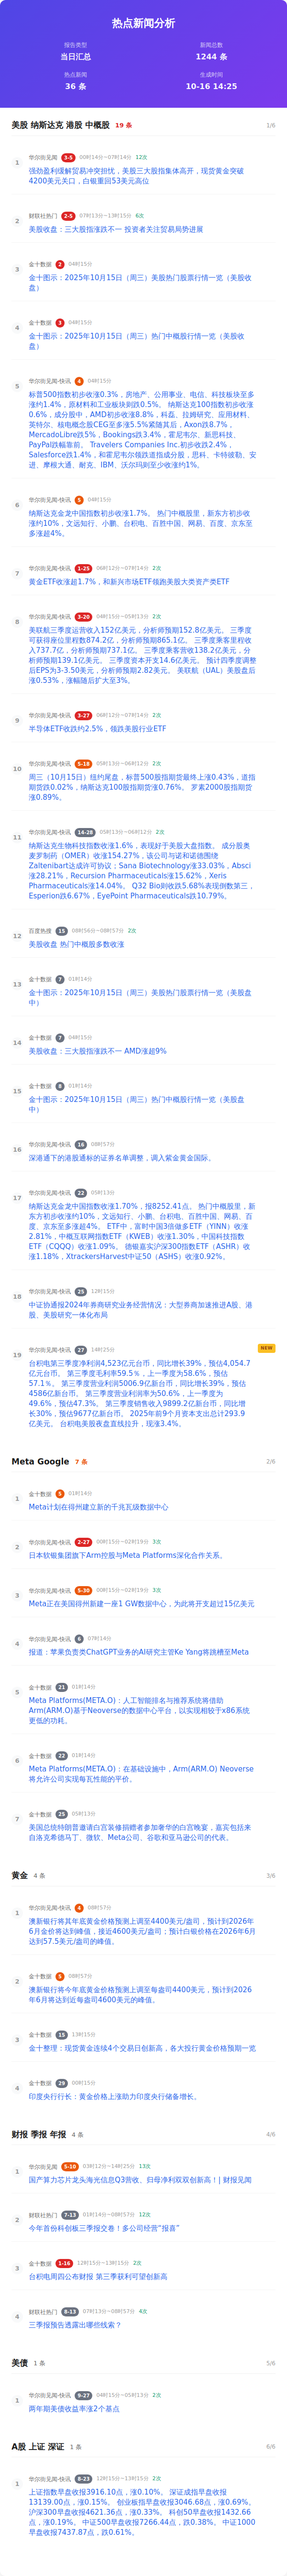 热点新闻分析
报告类型
当日汇总
新闻总数
1244 条
热点新闻
36 条
生成时间
10-16 14:25
美股 纳斯达克 港股 中概股 19 条 1/6
1
华尔街见闻 3-5 00时14分~07时14分 12次
强劲盈利缓解贸易冲突担忧，美股三大股指集体高开，现货黄金突破
4200美元关口，白银重回53美元高位
2
财联社热门 2-5 07时13分~13时15分 6次
美股收盘：三大股指涨跌不一 投资者关注贸易局势进展
3
金十数据 2 04时15分
金十图示：2025年10月15日（周三）美股热门股票行情一览（美股收
盘）
4
金十数据 3 04时15分
金十图示：2025年10月15日（周三）热门中概股行情一览（美股收
盘）
5
华尔街见闻-快讯 4 04时15分
标普500指数初步收涨0.3%，房地产、公用事业、电信、科技板块至多
涨约1.4%，原材料和工业板块则跌0.5%。 纳斯达克100指数初步收涨
0.6%，成分股中，AMD初步收涨8.8%，科磊、拉姆研究、应用材料、
英特尔、核电概念股CEG至多涨5.5%紧随其后，Axon跌8.7%，
MercadoLibre跌5%，Bookings跌3.4%，霍尼韦尔、新思科技、
PayPal跌幅靠前。 Travelers Companies Inc.初步收跌2.4%，
Salesforce跌1.4%，和霍尼韦尔领跌道指成分股，思科、卡特彼勒、安
进、摩根大通、耐克、IBM、沃尔玛则至少收涨约1%。
6
华尔街见闻-快讯 5 04时15分
纳斯达克金龙中国指数初步收涨1.7%。 热门中概股里，新东方初步收
涨约10%，文远知行、小鹏、台积电、百胜中国、网易、百度、京东至
多涨超4%。
7
华尔街见闻-快讯 1-25 06时12分~07时14分 2次
黄金ETF收涨超1.7%，和新兴市场ETF领跑美股大类资产类ETF
8
华尔街见闻-快讯 3-20 04时15分~05时13分 2次
美联航三季度运营收入152亿美元，分析师预期152.8亿美元。 三季度
可获得座位里程数874.2亿，分析师预期865.1亿。 三季度乘客里程收
入737.7亿，分析师预期737.1亿。 三季度乘客营收138.2亿美元，分
析师预期139.1亿美元。 三季度资本开支14.6亿美元。 预计四季度调整
后EPS为3-3.50美元，分析师预期2.82美元。 美联航（UAL）美股盘后
涨0.53%，涨幅随后扩大至3%。
9
华尔街见闻-快讯 3-27 06时12分~07时14分 2次
半导体ETF收跌约2.5%，领跌美股行业ETF
10
华尔街见闻-快讯 5-18 05时13分~06时12分 2次
周三（10月15日）纽约尾盘，标普500股指期货最终上涨0.43%，道指
期货跌0.02%，纳斯达克100股指期货涨0.76%。 罗素2000股指期货
涨0.89%。
11
华尔街见闻-快讯 14-28 05时13分~06时12分 2次
纳斯达克生物科技指数收涨1.6%，表现好于美股大盘指数。 成分股奥
麦罗制药（OMER）收涨154.27%，该公司与诺和诺德围绕
Zaltenibart达成许可协议；Sana Biotechnology涨33.03%，Absci
涨28.21%，Recursion Pharmaceuticals涨15.62%，Xeris
Pharmaceuticals涨14.04%。 Q32 Bio则收跌5.68%表现倒数第三，
Esperion跌6.67%，EyePoint Pharmaceuticals跌10.79%。
12
百度热搜 15 08时56分~08时57分 2次
美股收盘 热门中概股多数收涨
13
金十数据 7 01时14分
金十图示：2025年10月15日（周三）美股热门股票行情一览（美股盘
中）
14
金十数据 7 04时15分
美股收盘：三大股指涨跌不一 AMD涨超9%
15
金十数据 8 01时14分
金十图示：2025年10月15日（周三）热门中概股行情一览（美股盘
中）
16
华尔街见闻-快讯 16 08时57分
深港通下的港股通标的证券名单调整，调入紫金黄金国际。
17
华尔街见闻-快讯 22 05时13分
纳斯达克金龙中国指数收涨1.70%，报8252.41点。 热门中概股里，新
东方初步收涨约10%，文远知行、小鹏、台积电、百胜中国、网易、百
度、京东至多涨超4%。 ETF中，富时中国3倍做多ETF（YINN）收涨
2.81%，中概互联网指数ETF（KWEB）收涨1.30%，中国科技指数
ETF（CQQQ）收涨1.09%。 德银嘉实沪深300指数ETF（ASHR）收
涨1.18%，XtrackersHarvest中证50（ASHS）收涨0.92%。
18
华尔街见闻-快讯 25 12时15分
中证协通报2024年券商研究业务经营情况：大型券商加速推进A股、港
股、美股研究一体化布局
19
华尔街见闻-快讯 27 14时25分 NEW
台积电第三季度净利润4,523亿元台币，同比增长39%，预估4,054.7
亿元台币。 第三季度毛利率59.5％，上一季度为58.6%，预估
57.1％。 第三季度营业利润5006.9亿新台币，同比增长39%，预估
4586亿新台币。 第三季度营业利润率为50.6%，上一季度为
49.6%，预估47.3%。 第三季度销售收入9899.2亿新台币，同比增
长30%，预估9677亿新台币。 2025年前9个月资本支出总计293.9
亿美元。 台积电美股夜盘直线拉升，现涨3.4%。
Meta Google 7 条 2/6
1
金十数据 5 01时14分
Meta计划在得州建立新的千兆瓦级数据中心
2
华尔街见闻-快讯 2-27 00时15分~02时19分 3次
日本软银集团旗下Arm控股与Meta Platforms深化合作关系。
3
华尔街见闻-快讯 5-30 00时15分~02时19分 3次
Meta正在美国得州新建一座1 GW数据中心，为此将开支超过15亿美元
4
华尔街见闻-快讯 6 07时14分
报道：苹果负责类ChatGPT业务的AI研究主管Ke Yang将跳槽至Meta
5
金十数据 21 01时14分
Meta Platforms(META.O)：人工智能排名与推荐系统将借助
Arm(ARM.O)基于Neoverse的数据中心平台，以实现相较于x86系统
更低的功耗。
6
金十数据 22 01时14分
Meta Platforms(META.O)：在基础设施中，Arm(ARM.O) Neoverse
将允许公司实现每瓦性能的平价。
7
金十数据 25 05时13分
美国总统特朗普邀请白宫装修捐赠者参加奢华的白宫晚宴，嘉宾包括来
自洛克希德马丁、微软、Meta公司、谷歌和亚马逊公司的代表。
黄金 4 条 3/6
1
华尔街见闻-快讯 4 08时57分
澳新银行将其年底黄金价格预测上调至4400美元/盎司，预计到2026年
6月金价将达到峰值，接近4600美元/盎司；预计白银价格在2026年6月
达到57.5美元/盎司的峰值。
2
金十数据 5 08时57分
澳新银行将今年底黄金价格预测上调至每盎司4400美元，预计到2026
年6月将达到近每盎司4600美元的峰值。
3
金十数据 15 13时15分
金十整理：现货黄金连续4个交易日创新高，各大投行黄金价格预期一览
4
金十数据 29 00时15分
印度央行行长：黄金价格上涨助力印度央行储备增长。
财报 季报 年报 4 条 4/6
1
华尔街见闻 5-10 03时12分~14时25分 13次
国产算力芯片龙头海光信息Q3营收、归母净利双双创新高！| 财报见闻
2
财联社热门 7-13 01时14分~08时57分 12次
今年首份科创板三季报交卷！多公司经营“报喜”
3
金十数据 1-16 12时15分~13时15分 2次
台积电周四公布财报 第三季获利可望创新高
4
财联社热门 8-13 07时13分~08时57分 4次
三季报预告透露出哪些线索？
美债 1 条 5/6
1
华尔街见闻-快讯 9-27 04时15分~05时13分 2次
两年期美债收益率涨2个基点
A股 上证 深证 1 条 6/6
1
华尔街见闻-快讯 8-23 12时15分~13时15分 2次
上证指数早盘收报3916.10点，涨0.10%。 深证成指早盘收报
13139.00点，涨0.15%。 创业板指早盘收报3046.68点，涨0.69%。
沪深300早盘收报4621.36点，涨0.33%。 科创50早盘收报1432.66
点，涨0.19%。 中证500早盘收报7266.44点，跌0.38%。 中证1000
早盘收报7437.87点，跌0.61%。